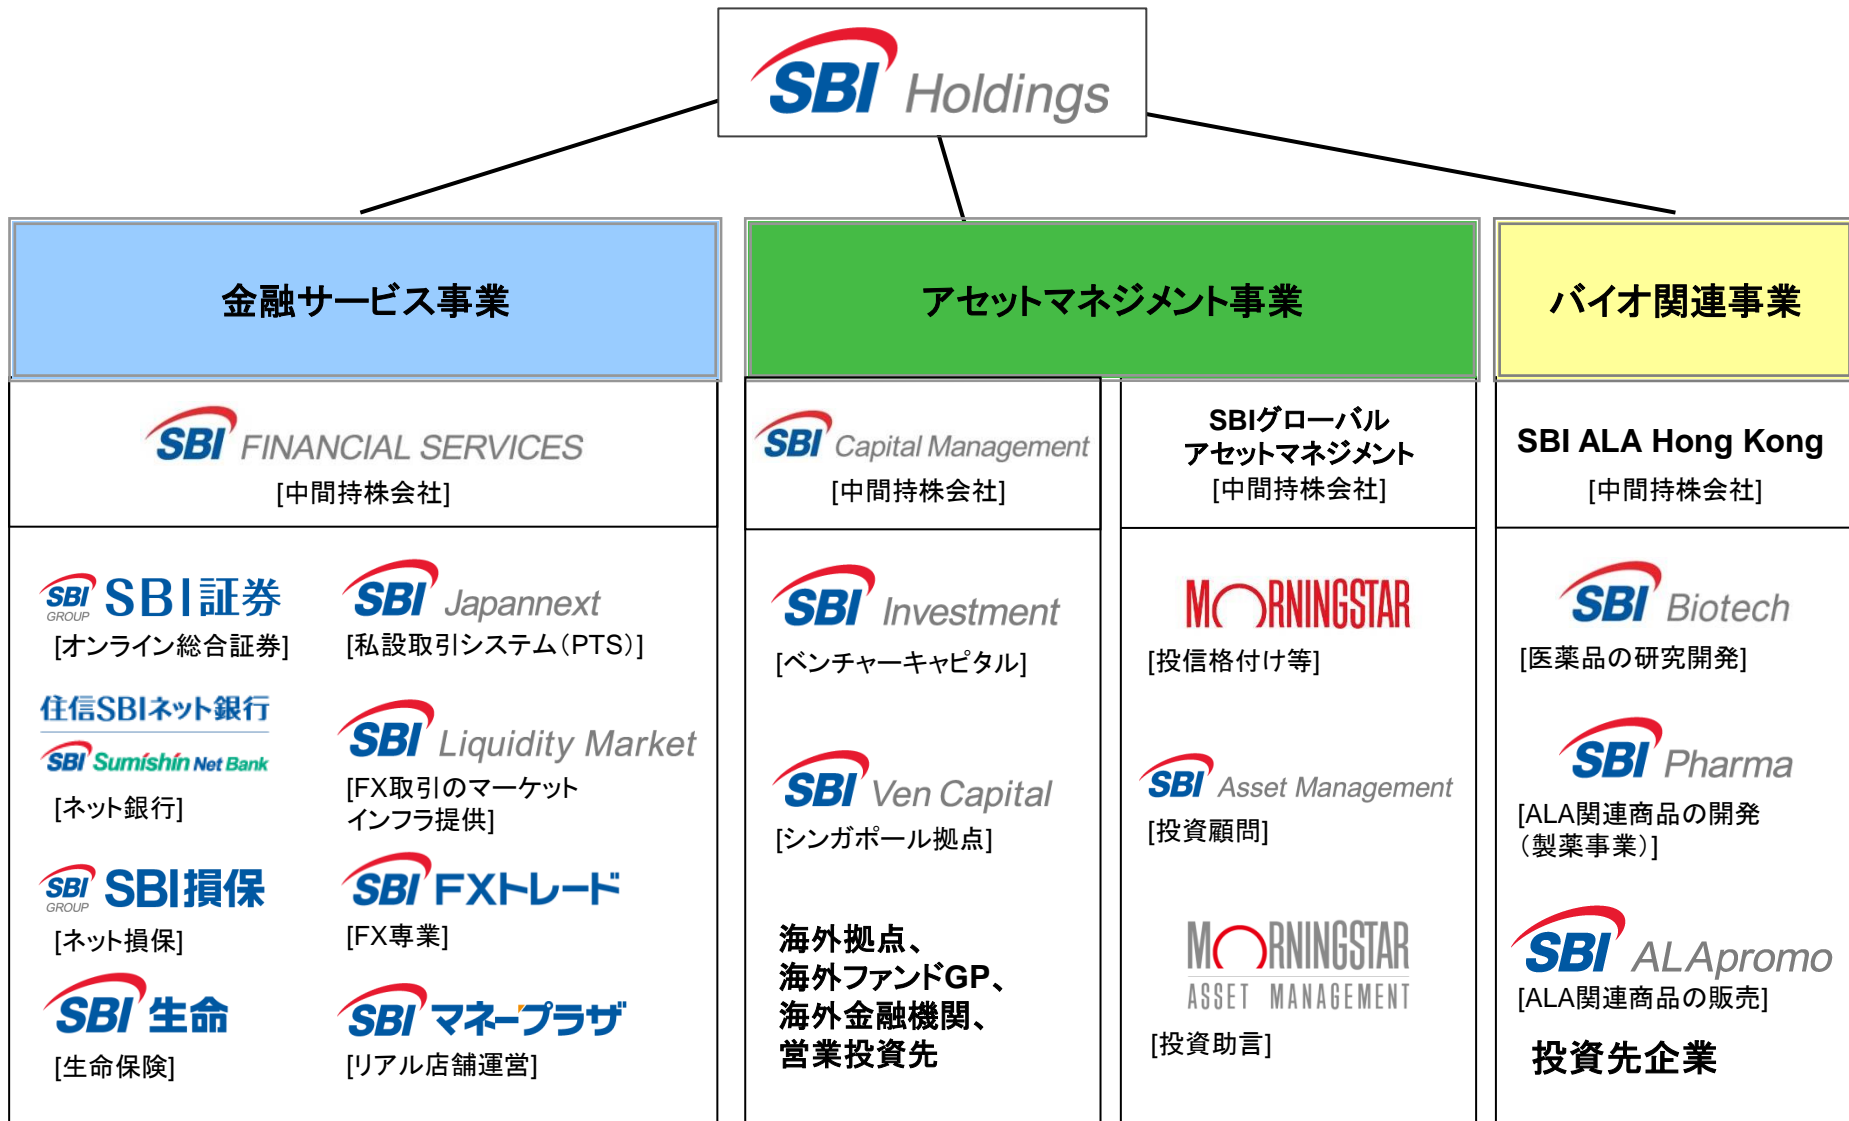 SBI Holdings
金融サービス事業
アセットマネジメント事業
バイオ関連事業
SBI FINANCIAL SERVICES
[中間持株会社]
SBI Capital Management
[中間持株会社]
SBIグローバル
アセットマネジメント
[中間持株会社]
SBI ALA Hong Kong
[中間持株会社]
SBI GROUP SBI証券
[オンライン総合証券]
SBI Japannext
[私設取引システム（PTS）]
住信SBIネット銀行
SBI Sumishin Net Bank
[ネット銀行]
SBI Liquidity Market
[FX取引のマーケット
インフラ提供]
SBI GROUP SBI損保
[ネット損保]
SBI FXトレード
[FX専業]
SBI生命
[生命保険]
SBIマネープラザ
[リアル店舗運営]
SBI Investment
[ベンチャーキャピタル]
SBI Ven Capital
[シンガポール拠点]
海外拠点、
海外ファンドGP、
海外金融機関、
営業投資先
MORNINGSTAR
[投信格付け等]
SBI Asset Management
[投資顧問]
MORNINGSTAR
ASSET MANAGEMENT
[投資助言]
SBI Biotech
[医薬品の研究開発]
SBI Pharma
[ALA関連商品の開発
（製薬事業）]
SBI ALApromo
[ALA関連商品の販売]
投資先企業